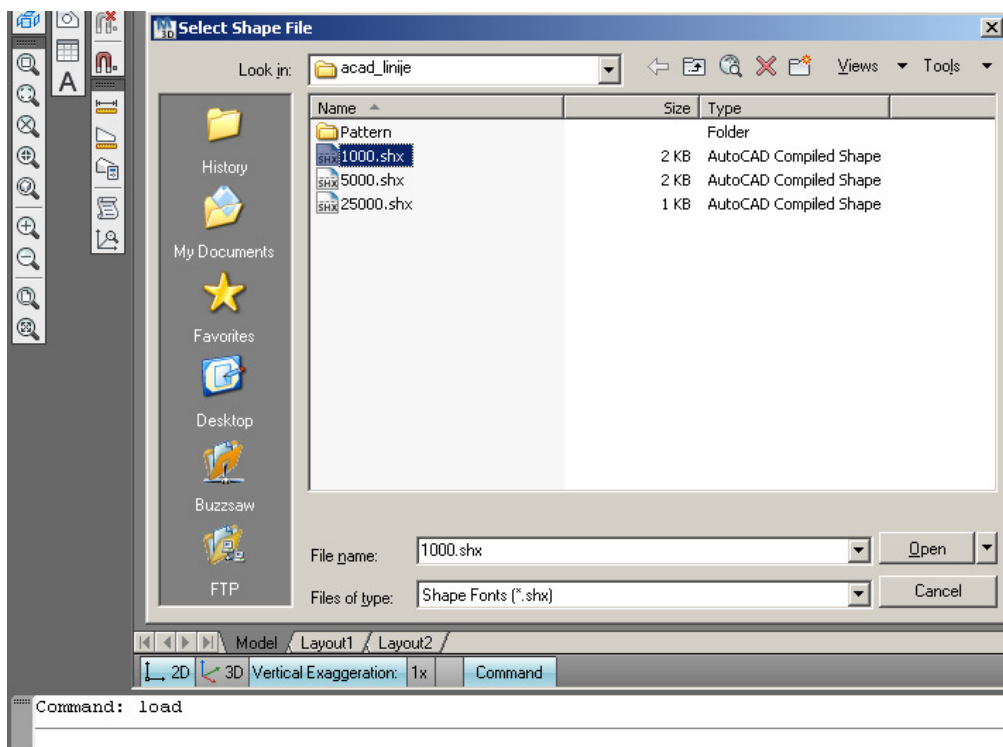 Select Shape File
Look in: acad_linije Views Tools
Name Size Type
Pattern Folder
1000.shx 2 KB AutoCAD Compiled Shape
5000.shx 2 KB AutoCAD Compiled Shape
25000.shx 1 KB AutoCAD Compiled Shape
History
My Documents
Favorites
Desktop
Buzzsaw
FTP
File name: 1000.shx Open
Files of type: Shape Fonts (*.shx) Cancel
Model Layout1 Layout2
2D 3D Vertical Exaggeration: 1x Command
Command: load